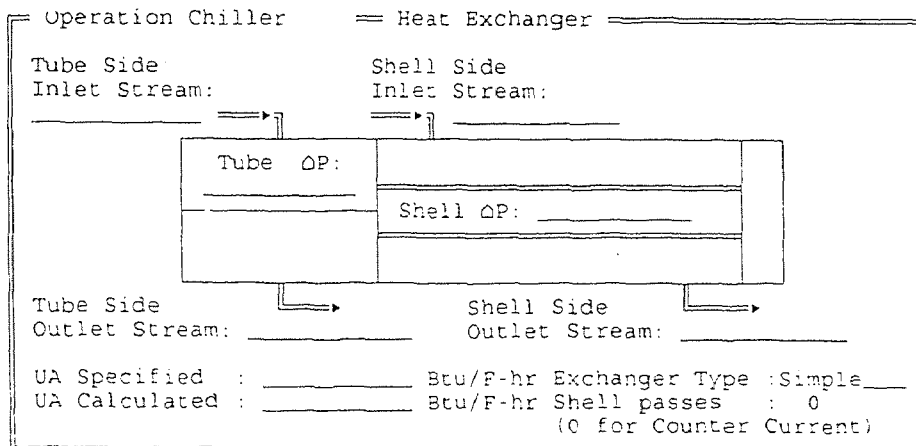 Operation Chiller
Heat Exchanger
Tube Side
Inlet Stream:
Shell Side
Inlet Stream:
Tube ΔP:
Shell ΔP:
Tube Side
Outlet Stream:
Shell Side
Outlet Stream:
UA Specified : Btu/F-hr Exchanger Type :Simple
UA Calculated : Btu/F-hr Shell passes : 0
(0 for Counter Current)